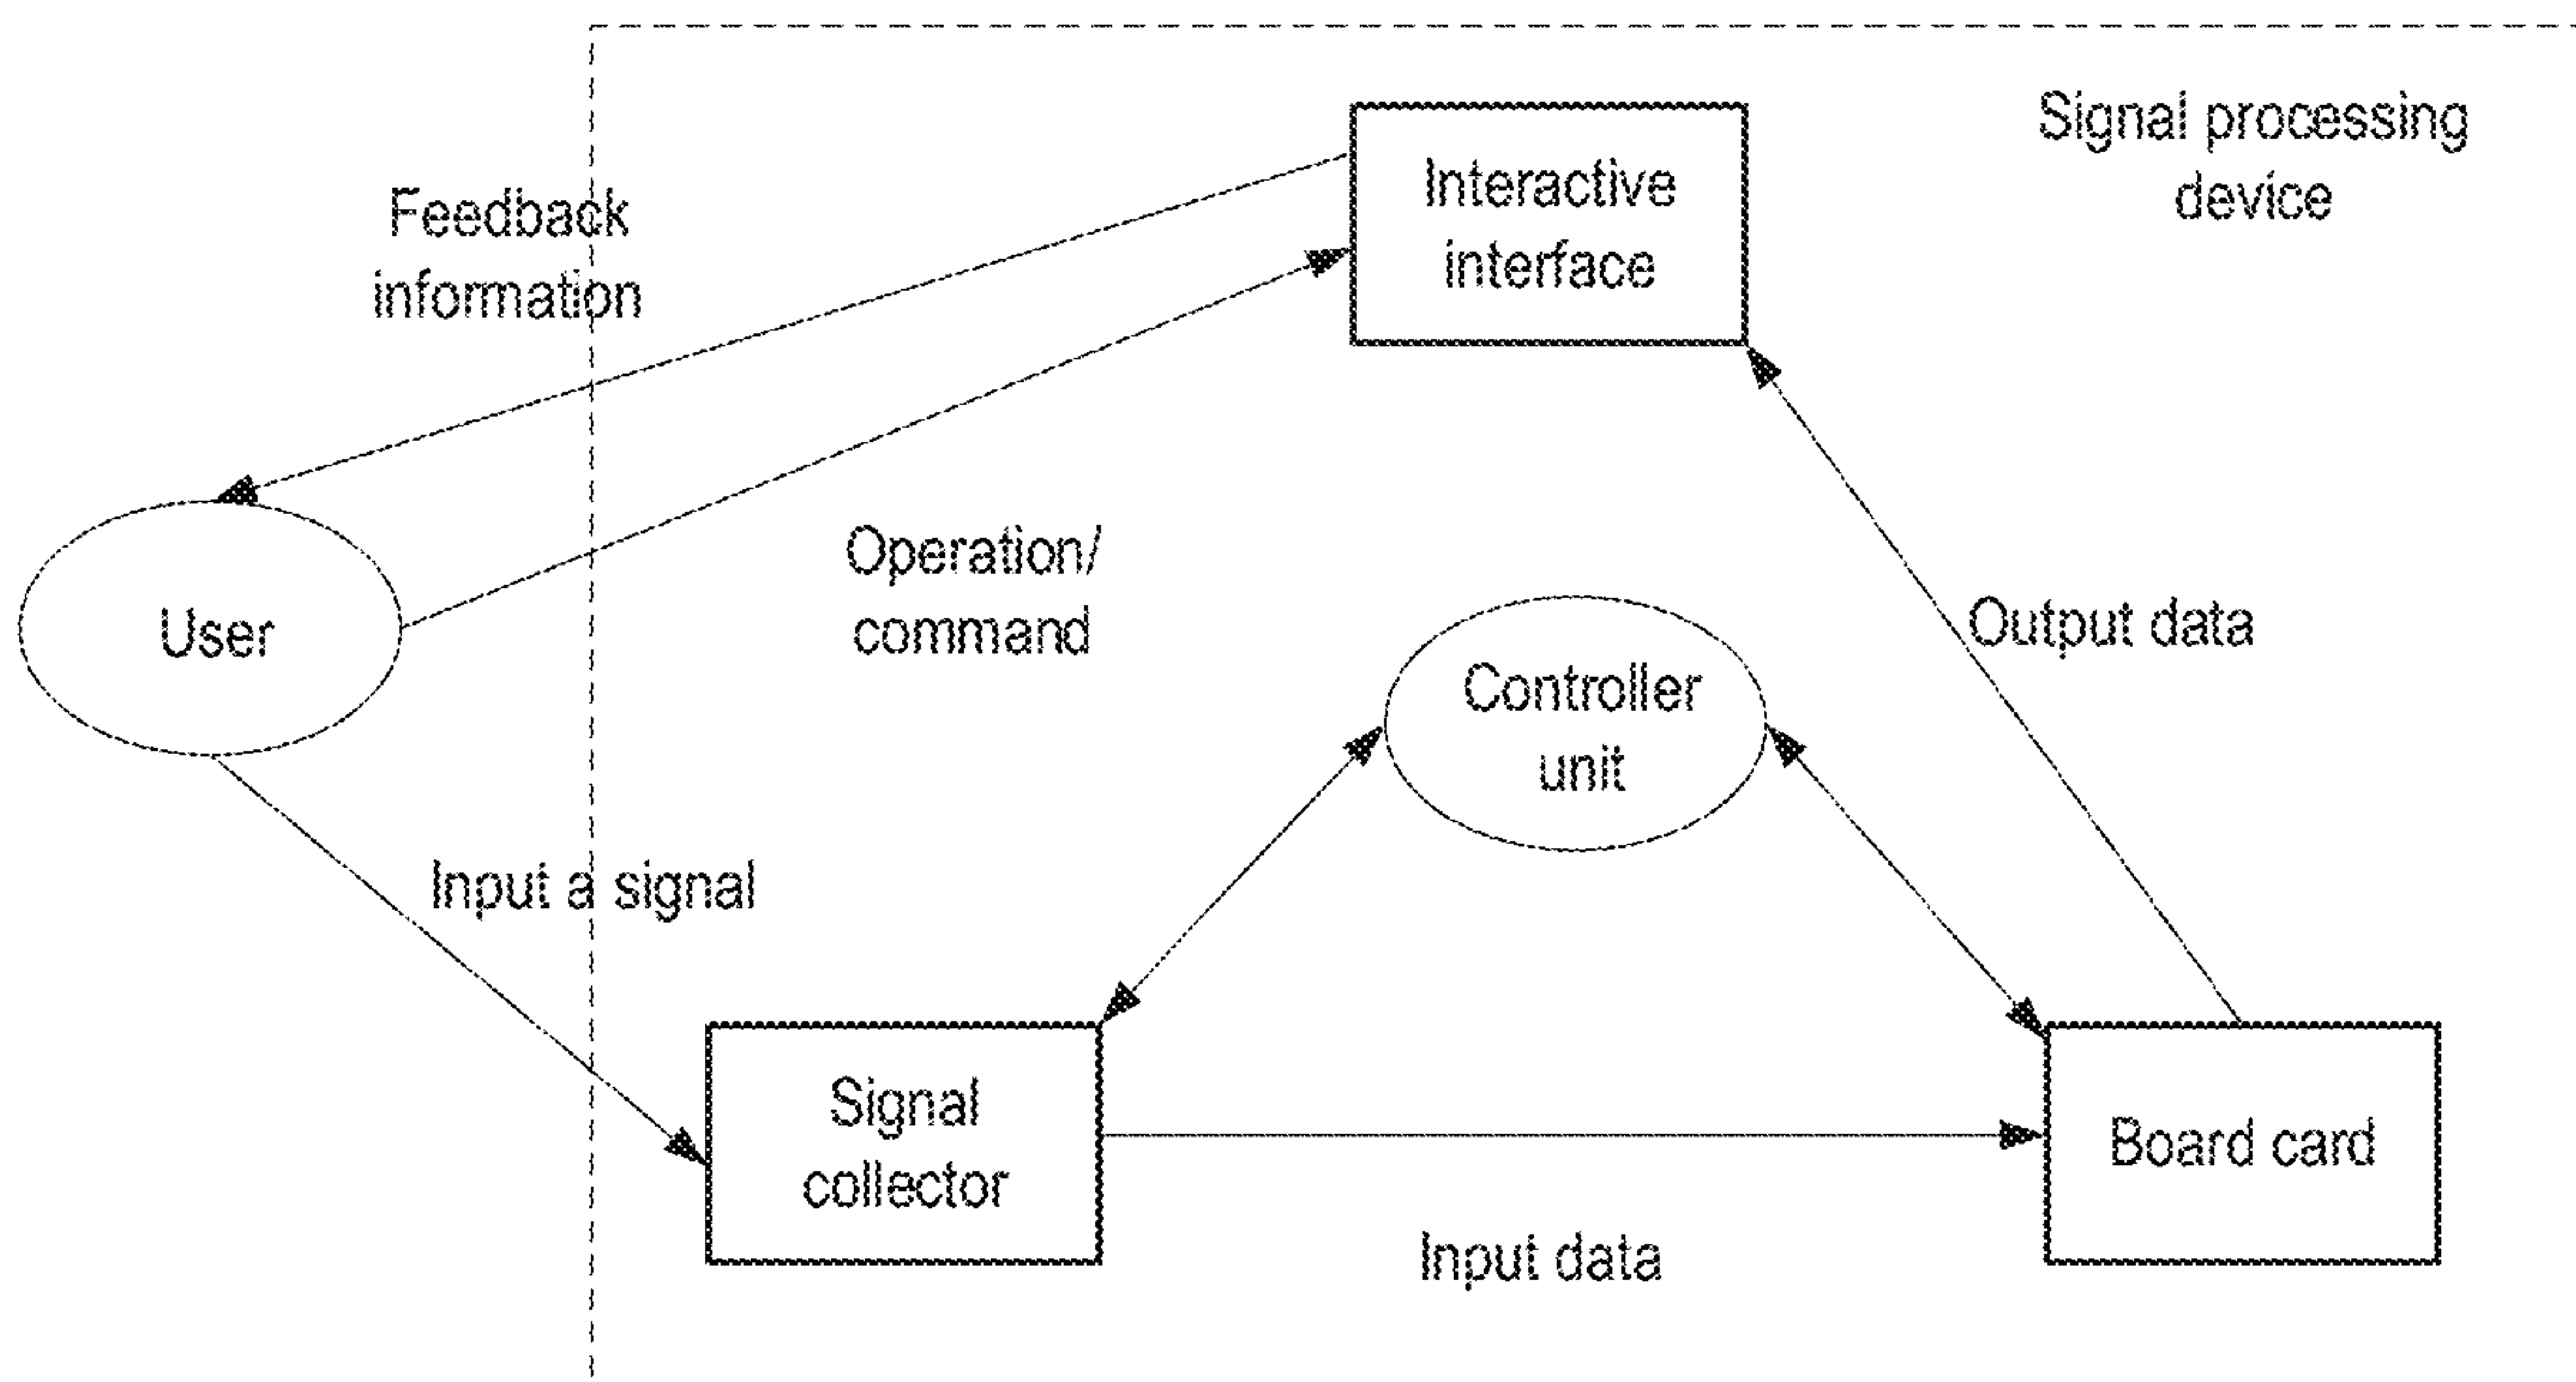 Signal processing
device
Interactive
interface
Feedback
information
Operation/
command
User
Output data
Controller
unit
Input a signal
Signal
collector
Board card
Input data